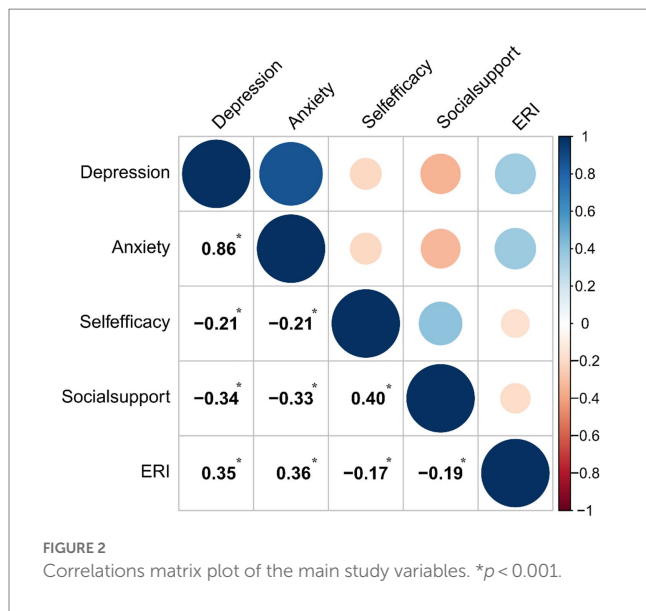 Depression
Anxiety
Selfefficacy
Socialsupport
ERI
1
Depression
0.8
Anxiety
0.86*
0.6
0.4
Selfefficacy
−0.21* −0.21*
0.2
0
−0.2
Socialsupport
−0.34* −0.33* 0.40*
−0.4
−0.6
ERI
0.35* 0.36* −0.17* −0.19*
−0.8
−1
FIGURE 2
Correlations matrix plot of the main study variables. *p < 0.001.